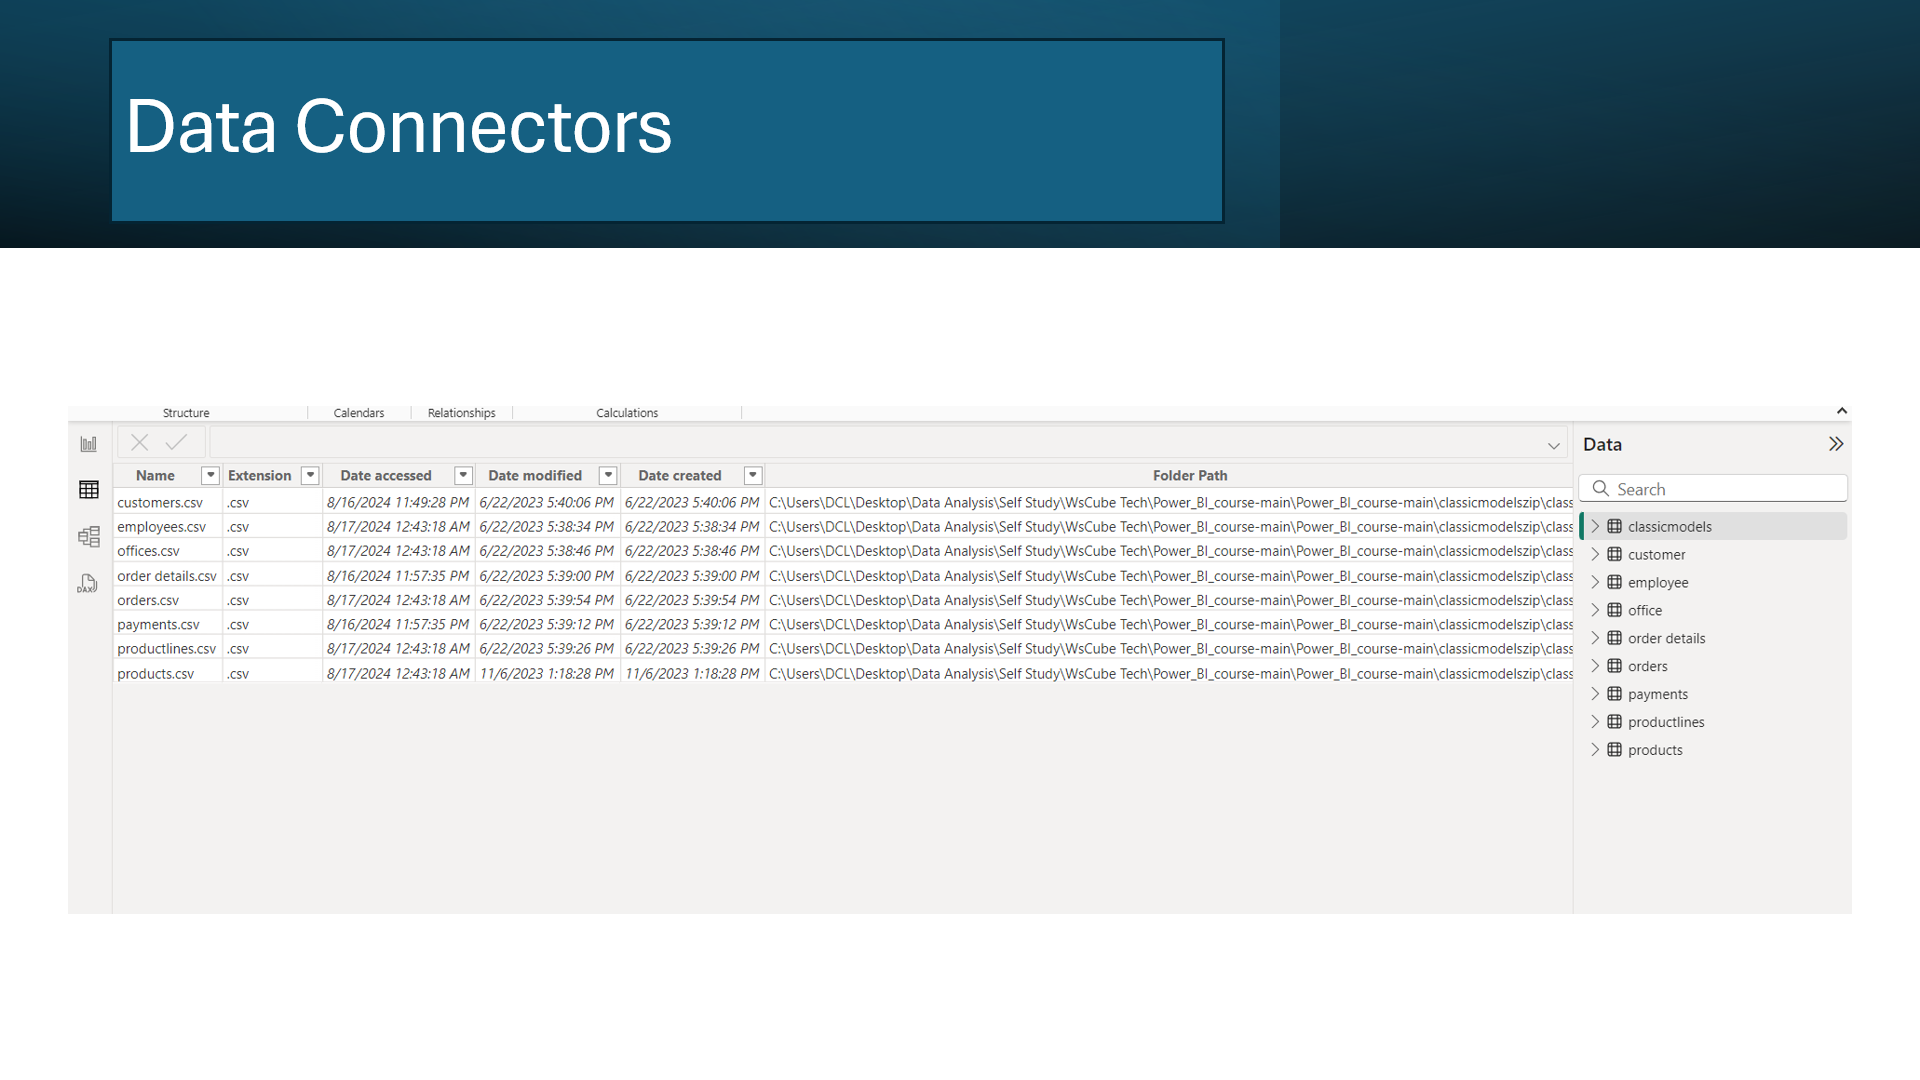 Data Connectors
Structure Calendars Relationships Calculations
Data
Name Extension Date accessed Date modified Date created Folder Path
Search
customers.csv .csv 8/16/2024 11:49:28 PM 6/22/2023 5:40:06 PM 6/22/2023 5:40:06 PM C:\Users\DCL\Desktop\Data Analysis\Self Study\WsCube Tech\Power_BI_course-main\Power_BI_course-main\classicmodelszip\class
employees.csv .csv 8/17/2024 12:43:18 AM 6/22/2023 5:38:34 PM 6/22/2023 5:38:34 PM C:\Users\DCL\Desktop\Data Analysis\Self Study\WsCube Tech\Power_BI_course-main\Power_BI_course-main\classicmodelszip\class
offices.csv .csv 8/17/2024 12:43:18 AM 6/22/2023 5:38:46 PM 6/22/2023 5:38:46 PM C:\Users\DCL\Desktop\Data Analysis\Self Study\WsCube Tech\Power_BI_course-main\Power_BI_course-main\classicmodelszip\class
order details.csv .csv 8/16/2024 11:57:35 PM 6/22/2023 5:39:00 PM 6/22/2023 5:39:00 PM C:\Users\DCL\Desktop\Data Analysis\Self Study\WsCube Tech\Power_BI_course-main\Power_BI_course-main\classicmodelszip\class
orders.csv .csv 8/17/2024 12:43:18 AM 6/22/2023 5:39:54 PM 6/22/2023 5:39:54 PM C:\Users\DCL\Desktop\Data Analysis\Self Study\WsCube Tech\Power_BI_course-main\Power_BI_course-main\classicmodelszip\class
payments.csv .csv 8/16/2024 11:57:35 PM 6/22/2023 5:39:12 PM 6/22/2023 5:39:12 PM C:\Users\DCL\Desktop\Data Analysis\Self Study\WsCube Tech\Power_BI_course-main\Power_BI_course-main\classicmodelszip\class
productlines.csv .csv 8/17/2024 12:43:18 AM 6/22/2023 5:39:26 PM 6/22/2023 5:39:26 PM C:\Users\DCL\Desktop\Data Analysis\Self Study\WsCube Tech\Power_BI_course-main\Power_BI_course-main\classicmodelszip\class
products.csv .csv 8/17/2024 12:43:18 AM 11/6/2023 1:18:28 PM 11/6/2023 1:18:28 PM C:\Users\DCL\Desktop\Data Analysis\Self Study\WsCube Tech\Power_BI_course-main\Power_BI_course-main\classicmodelszip\class
classicmodels
customer
employee
office
order details
orders
payments
productlines
products
DAX